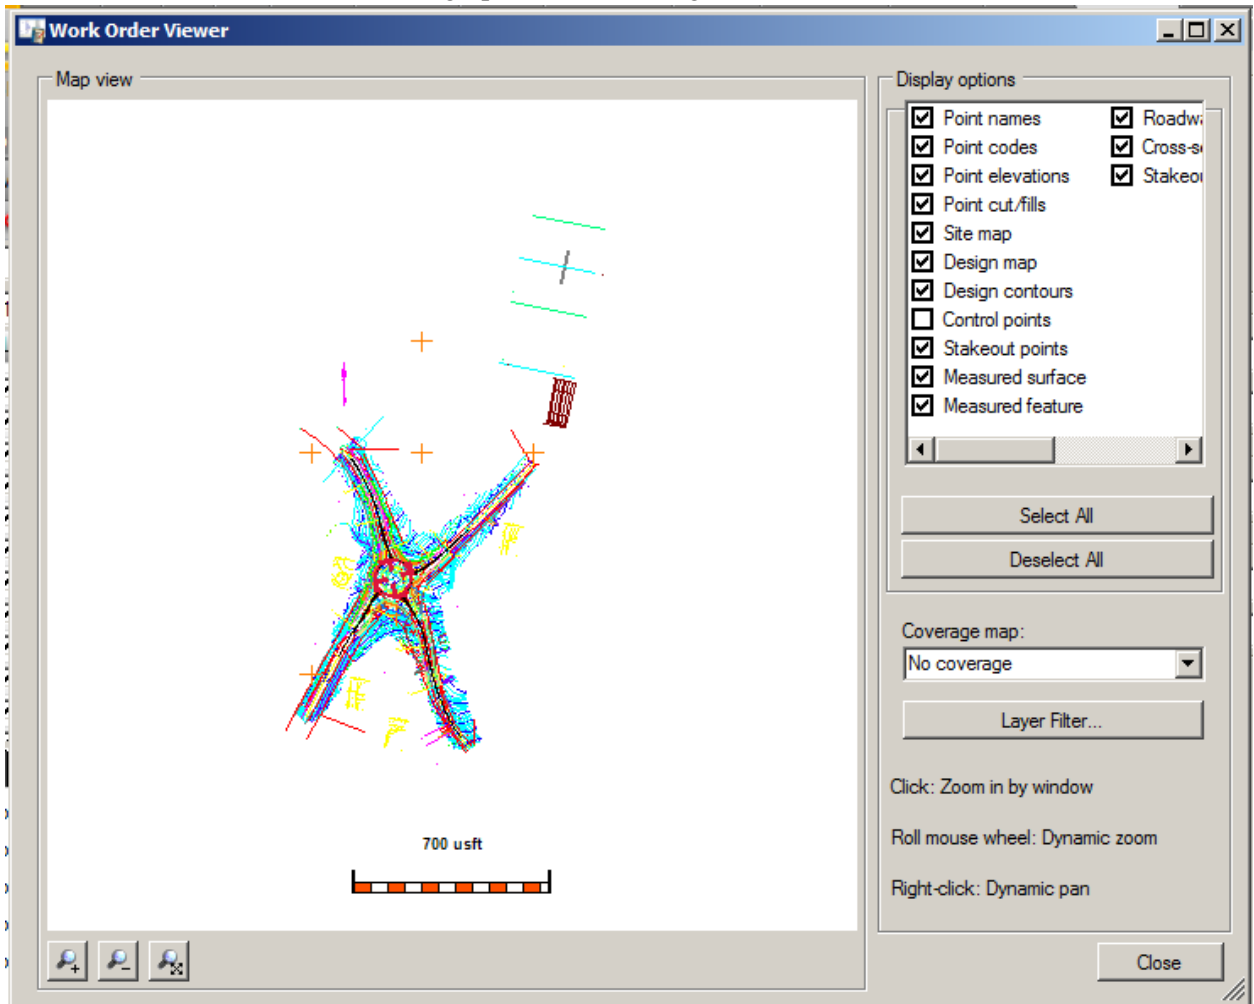 Work Order Viewer
Map view
Display options
Point names
Point codes
Point elevations
Point cut/fills
Site map
Design map
Design contours
Control points
Stakeout points
Measured surface
Measured feature
Select All
Deselect All
Coverage map:
No coverage
Layer Filter...
Click: Zoom in by window
Roll mouse wheel: Dynamic zoom
Right-click: Dynamic pan
700 usft
Close